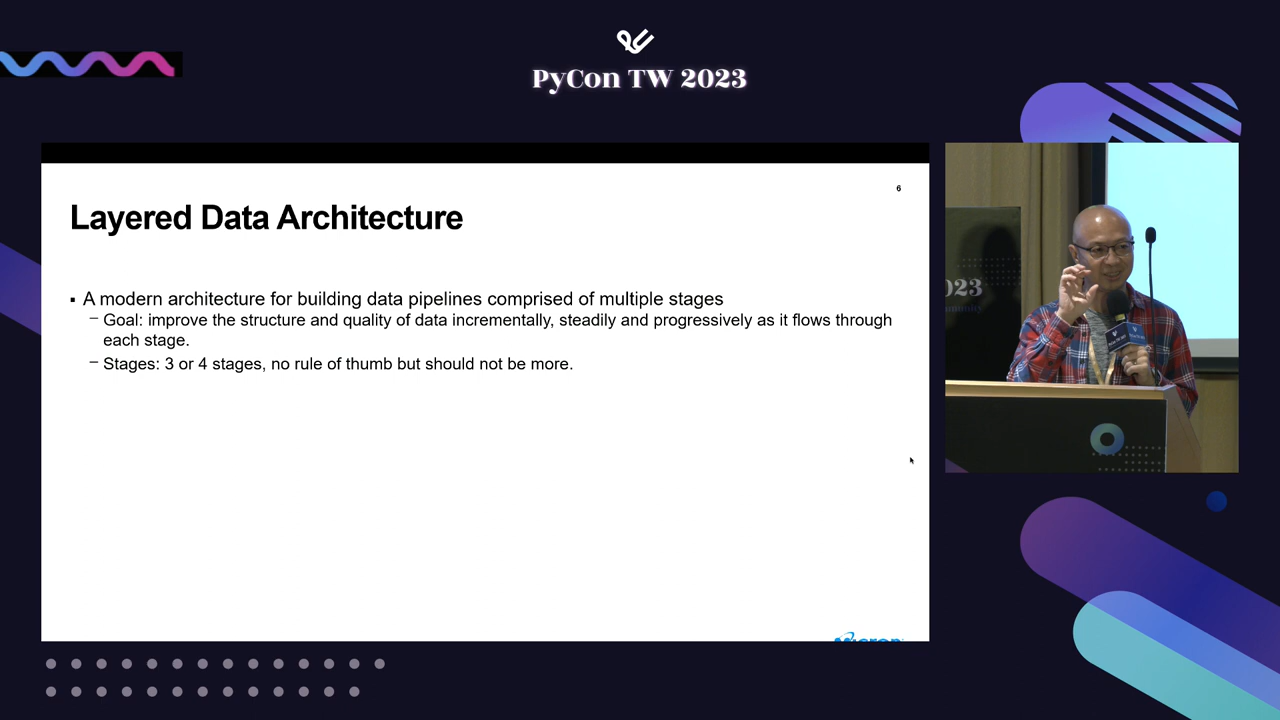 PyCon TW 2023
6
Layered Data Architecture
▪ A modern architecture for building data pipelines comprised of multiple stages
– Goal: improve the structure and quality of data incrementally, steadily and progressively as it flows through
each stage.
– Stages: 3 or 4 stages, no rule of thumb but should not be more.
Micron
023